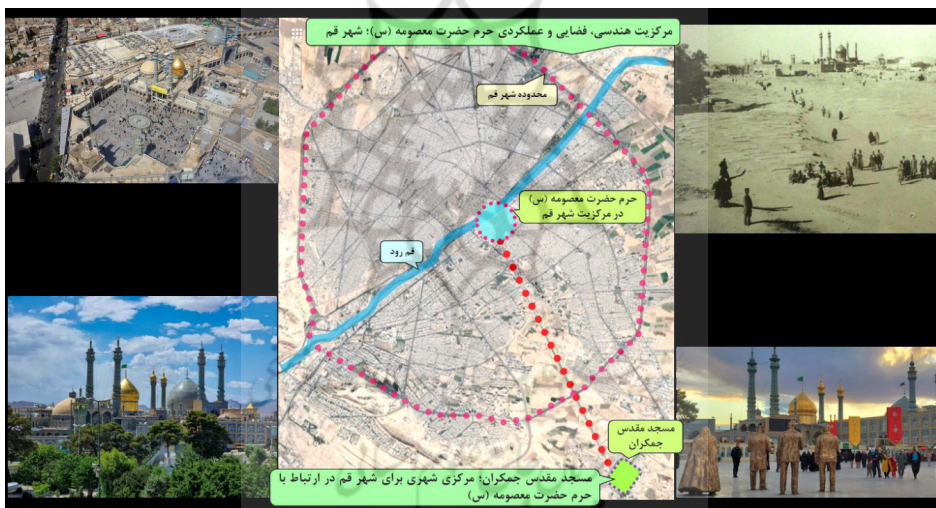 مرکزیت هندسی، فضایی و عملکردی حرم حضرت معصومه (س)؛ شهر قم
محدوده شهر قم
حرم حضرت معصومه (س)
در مرکزیت شهر قم
قم رود
مسجد مقدس
جمکران
مسجد مقدس جمکران؛ مرکزی شهری برای شهر قم در ارتباط با
حرم حضرت معصومه (س)